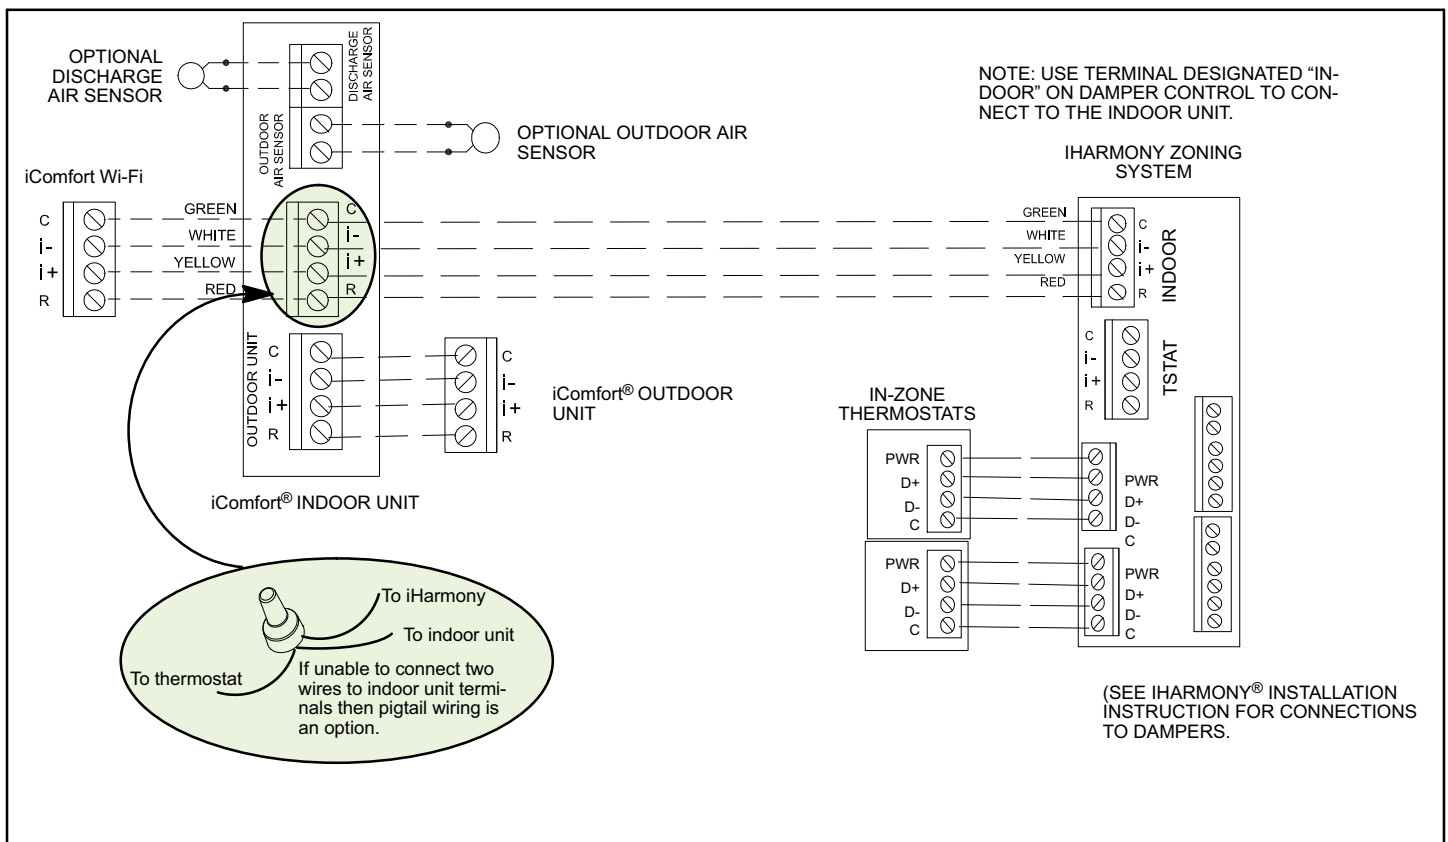 OPTIONAL
DISCHARGE
AIR SENSOR
DISCHARGE
AIR SENSOR
OUTDOOR
AIR SENSOR
OPTIONAL OUTDOOR AIR
SENSOR
NOTE: USE TERMINAL DESIGNATED “IN-
DOOR” ON DAMPER CONTROL TO CON-
NECT TO THE INDOOR UNIT.
IHARMONY ZONING
SYSTEM
iComfort Wi-Fi
C
i-
i+
R
GREEN
WHITE
YELLOW
RED
C
i-
i+
R
GREEN
WHITE
YELLOW
RED
C
i-
i+
R
INDOOR
C
i-
i+
R
TSTAT
OUTDOOR UNIT
C
i-
i+
R
C
i-
i+
R
iComfort® OUTDOOR
UNIT
iComfort® INDOOR UNIT
IN-ZONE
THERMOSTATS
PWR
D+
D-
C
PWR
D+
D-
C
PWR
D+
D-
C
PWR
D+
D-
C
To iHarmony
To indoor unit
To thermostat
If unable to connect two
wires to indoor unit termi-
nals then pigtail wiring is
an option.
(SEE IHARMONY® INSTALLATION
INSTRUCTION FOR CONNECTIONS
TO DAMPERS.